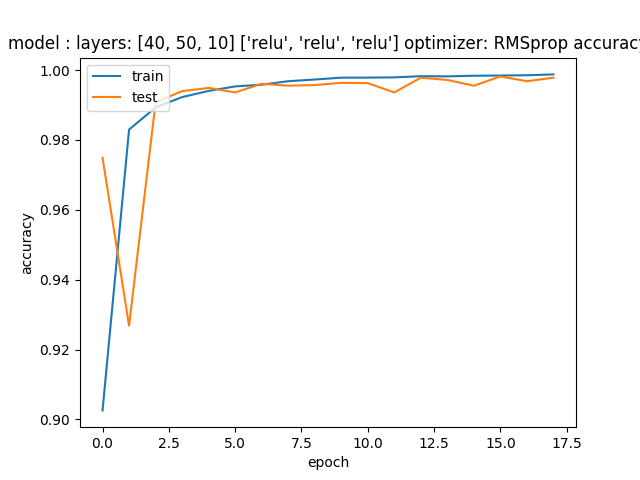 model : layers: [40, 50, 10] ['relu', 'relu', 'relu'] optimizer: RMSprop accurac
train
test
1.00
0.98
0.96
0.94
0.92
0.90
accuracy
0.0 2.5 5.0 7.5 10.0 12.5 15.0 17.5
epoch